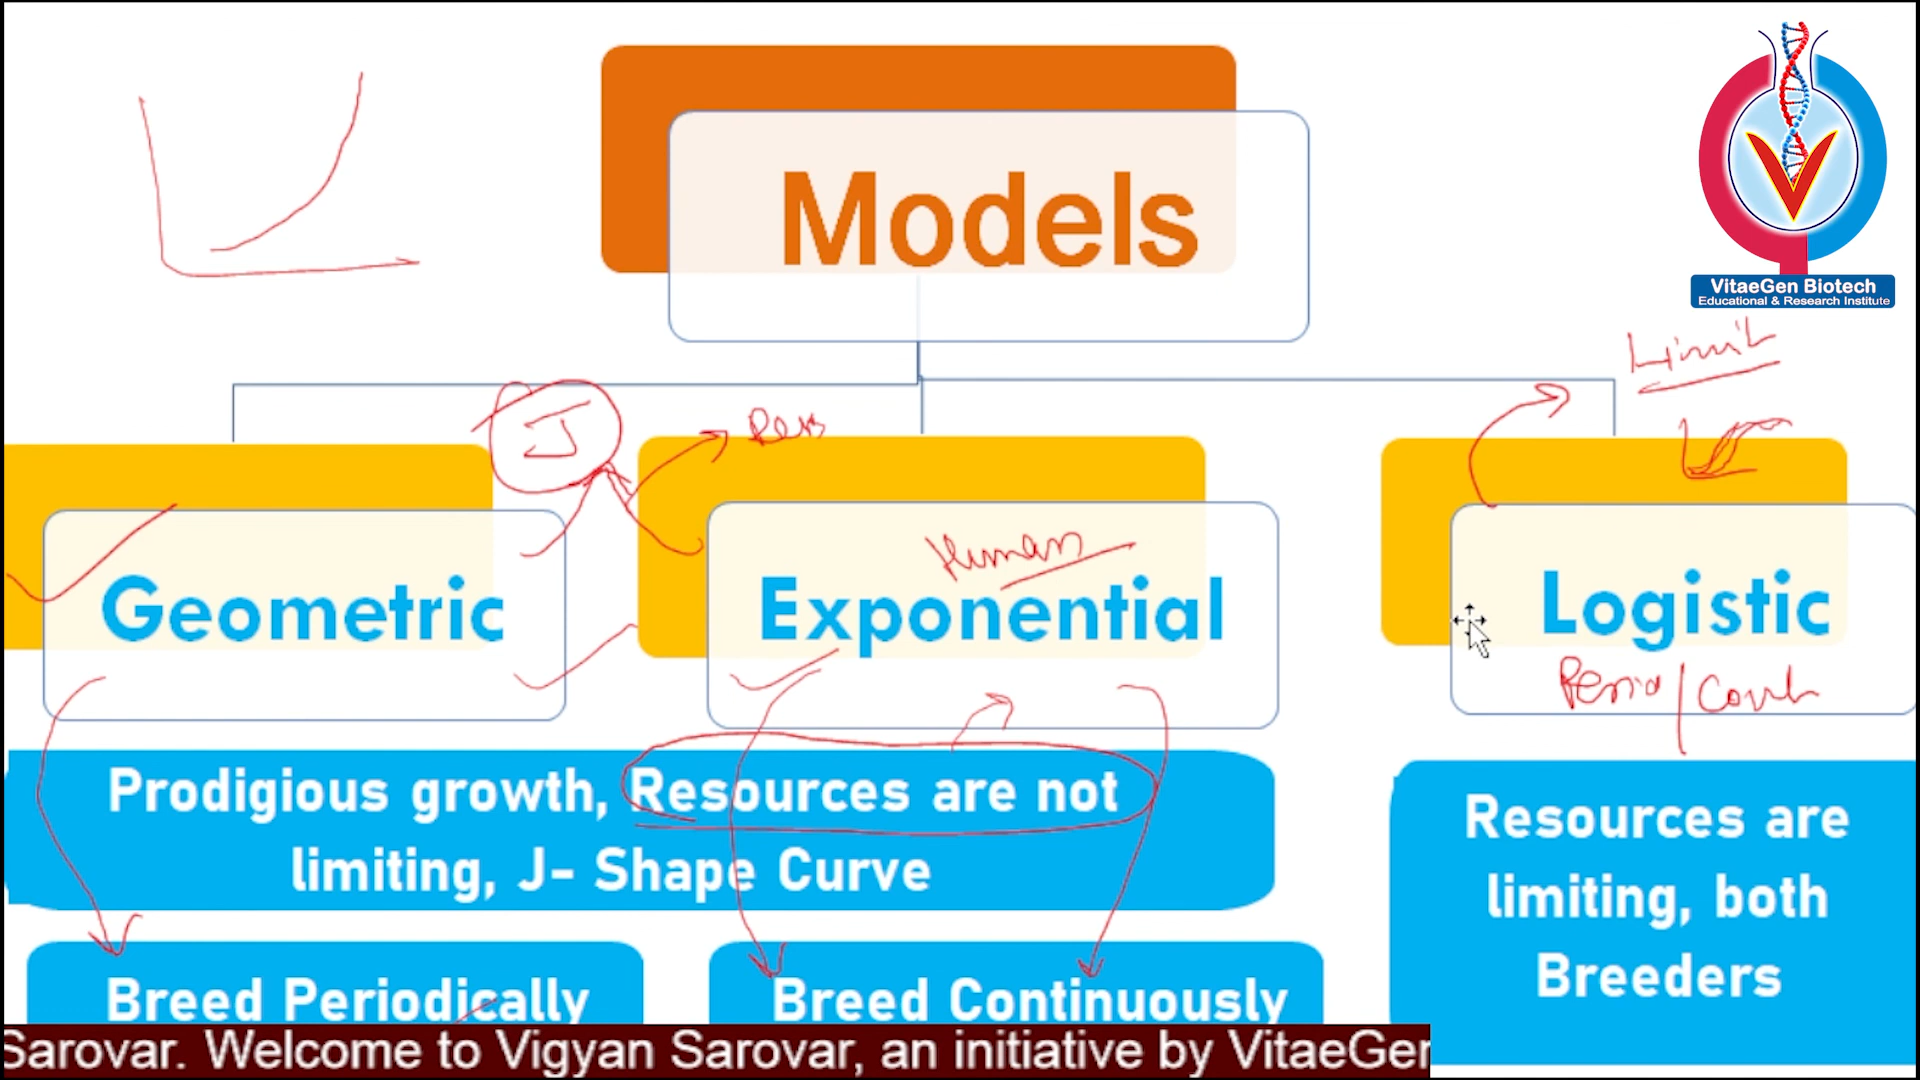 Models
VitaeGen Biotech
Educational & Research Institute
Limit
J
Human
Geometric
Exponential
Logistic
Prodigious growth, Resources are not
limiting, J- Shape Curve
Resources are
limiting, both
Breeders
Breed Periodically
Breed Continuously
Sarovar. Welcome to Vigyan Sarovar, an initiative by VitaeGen